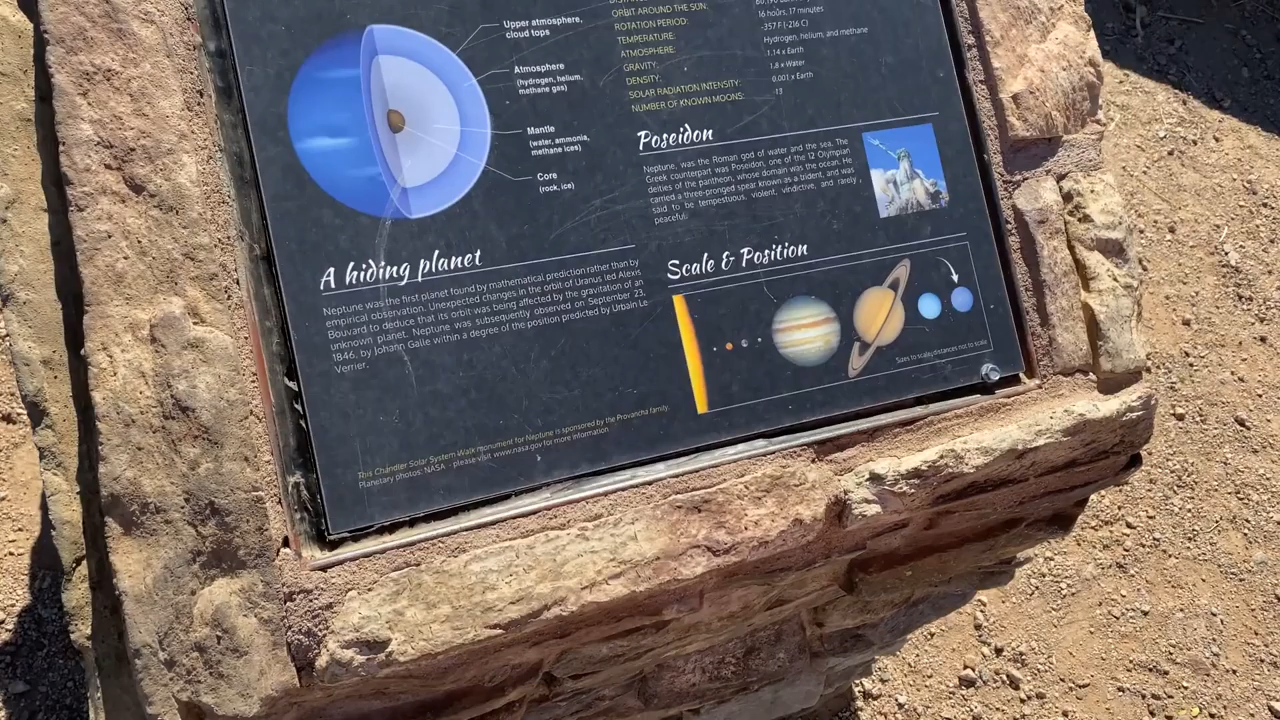 Upper atmosphere,
cloud tops
Atmosphere
(hydrogen, helium,
methane gas)
Mantle
(water, ammonia,
methane ices)
Core
(rock, ice)
ORBIT AROUND THE SUN:
ROTATION PERIOD: 16 hours, 17 minutes
TEMPERATURE: -357 F (-216 C)
ATMOSPHERE: Hydrogen, helium, and methane
GRAVITY: 1.14 x Earth
DENSITY: 1.8 x Water
SOLAR RADIATION INTENSITY: 0.001 x Earth
NUMBER OF KNOWN MOONS: 13
Poseidon
Neptune, was the Roman god of water and the sea. The
Greek counterpart was Poseidon, one of the 12 Olympian
deities of the pantheon, whose domain was the ocean. He
carried a three-pronged spear known as a trident, and was
said to be tempestuous, violent, vindictive, and rarely
peaceful.
A hiding planet
Neptune was the first planet found by mathematical prediction rather than by
empirical observation. Unexpected changes in the orbit of Uranus led Alexis
Bouvard to deduce that its orbit was being affected by the gravitation of an
unknown planet. Neptune was subsequently observed on September 23,
1846, by Johann Galle within a degree of the position predicted by Urbain Le
Verrier.
Scale & Position
Sizes to scale, distances not to scale
This Chandler Solar System Walk monument for Neptune is sponsored by the Provancha family.
Planetary photos: NASA - please visit www.nasa.gov for more information